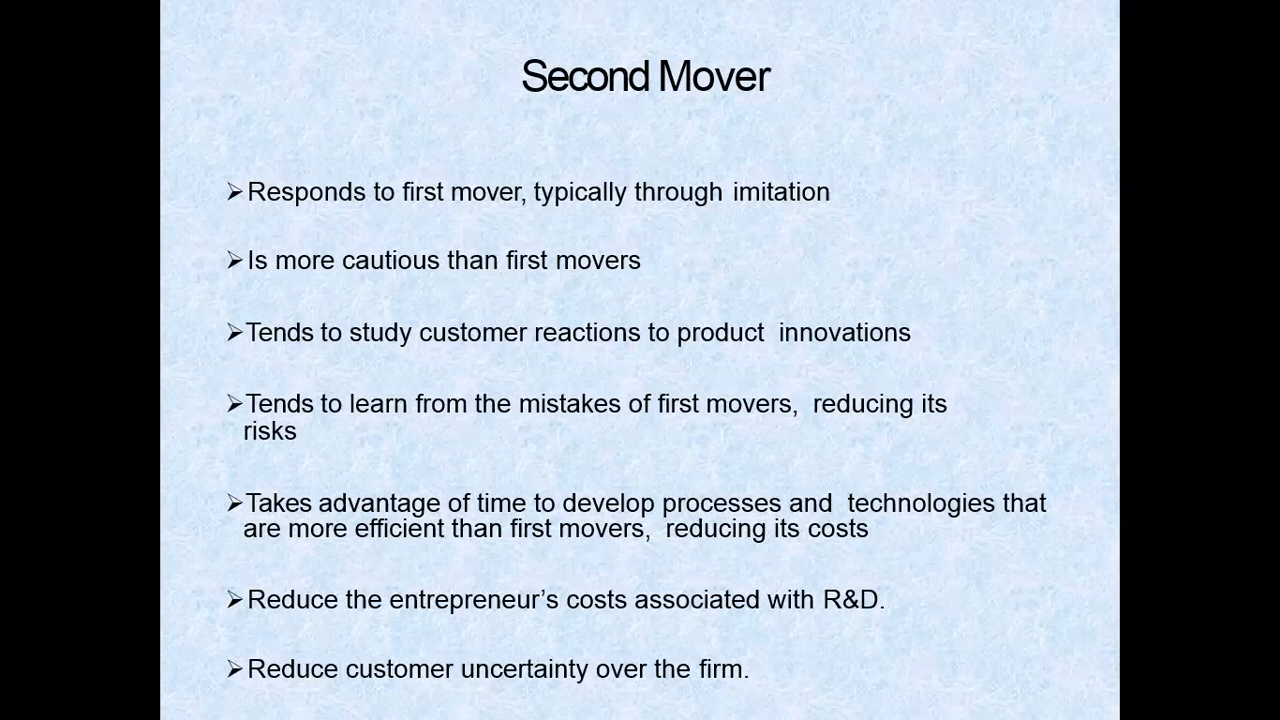 Second Mover
➢Responds to first mover, typically through imitation
➢Is more cautious than first movers
➢Tends to study customer reactions to product innovations
➢Tends to learn from the mistakes of first movers, reducing its
risks
➢Takes advantage of time to develop processes and technologies that
are more efficient than first movers, reducing its costs
➢Reduce the entrepreneur’s costs associated with R&D.
➢Reduce customer uncertainty over the firm.